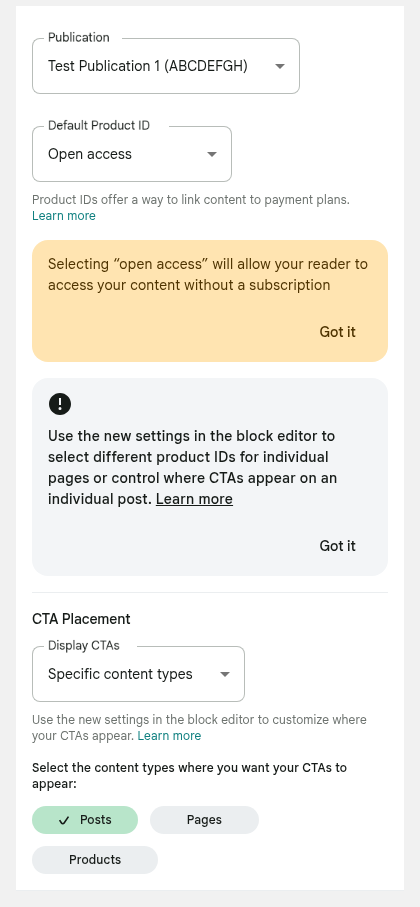 Publication
Test Publication 1 (ABCDEFGH)
Default Product ID
Open access
Product IDs offer a way to link content to payment plans.
Learn more
Selecting “open access” will allow your reader to
access your content without a subscription
Got it
Use the new settings in the block editor to
select different product IDs for individual
pages or control where CTAs appear on an
individual post. Learn more
Got it
CTA Placement
Display CTAs
Specific content types
Use the new settings in the block editor to customize where
your CTAs appear. Learn more
Select the content types where you want your CTAs to
appear:
Posts
Pages
Products